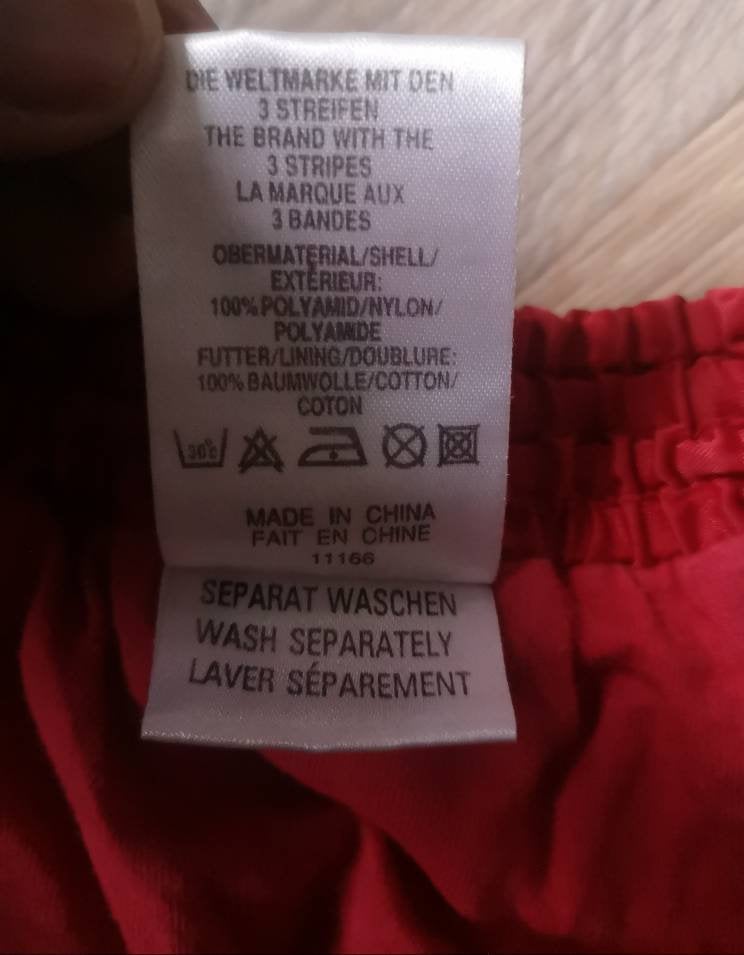 DIE WELTMARKE MIT DEN
3 STREIFEN
THE BRAND WITH THE
3 STRIPES
LA MARQUE AUX
3 BANDES
OBERMATERIAL/SHELL/
EXTÉRIEUR:
100% POLYAMID/NYLON/
POLYAMIDE
FUTTER/LINING/DOUBLURE:
100% BAUMWOLLE/COTTON/
COTON
30°C
MADE IN CHINA
FAIT EN CHINE
11166
SEPARAT WASCHEN
WASH SEPARATELY
LAVER SÉPAREMENT